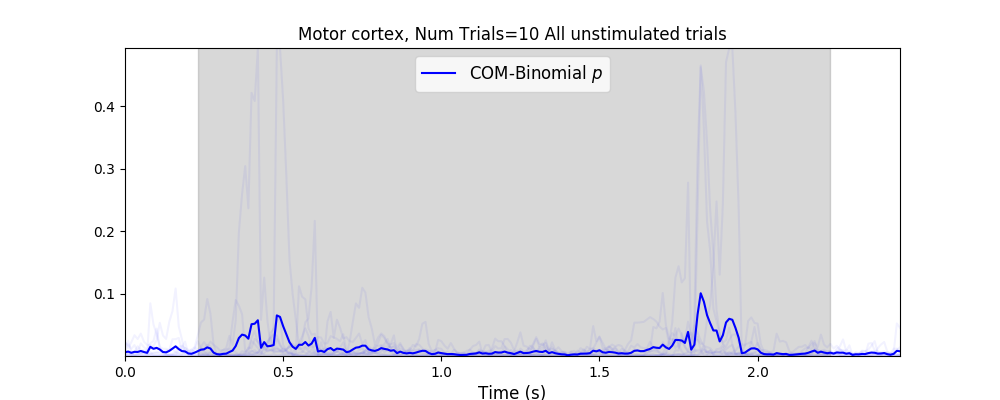 Motor cortex, Num Trials=10 All unstimulated trials
COM-Binomial p
0.4
0.3
0.2
0.1
0.0 0.5 1.0 1.5 2.0
Time (s)